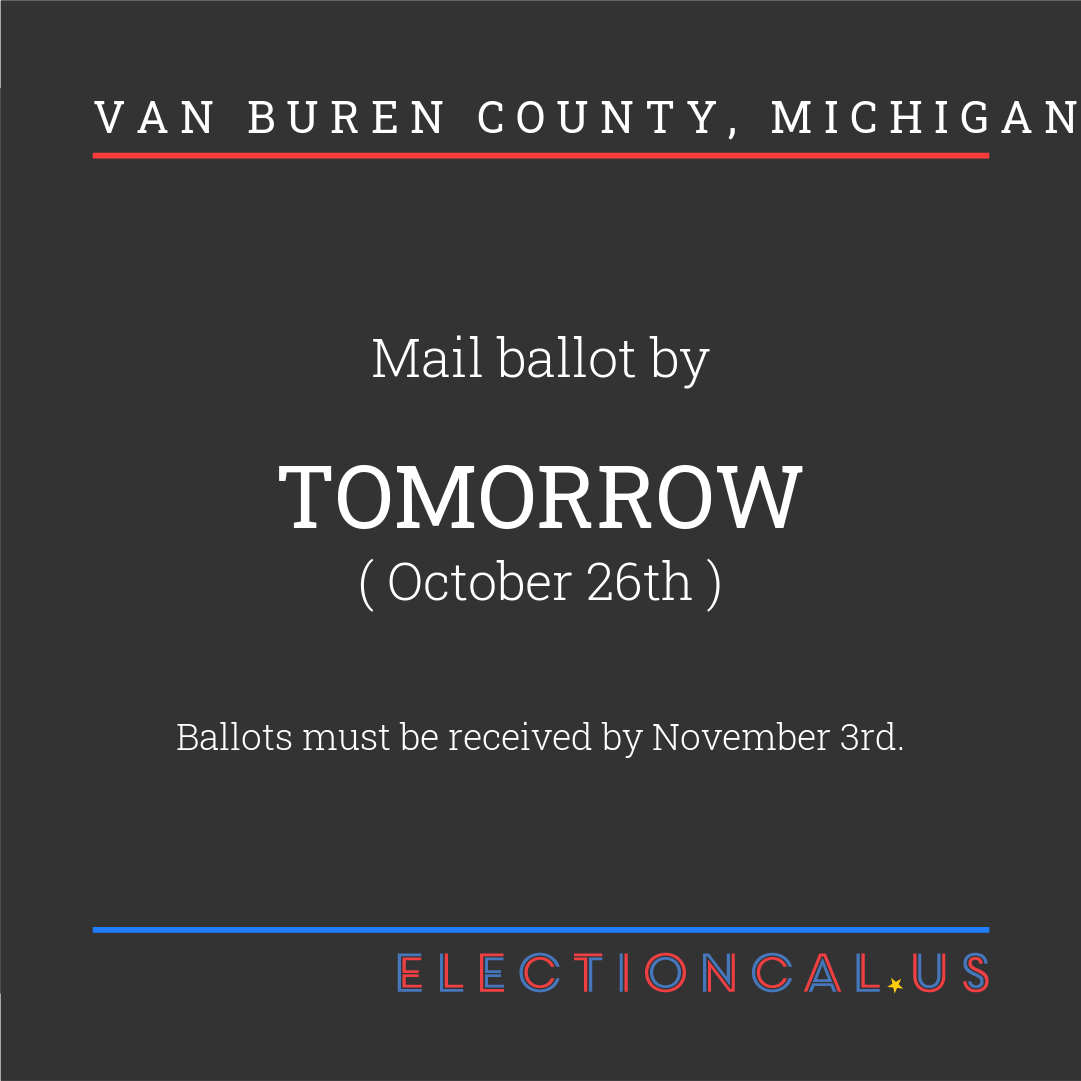 VAN BUREN COUNTY, MICHIGAN
Mail ballot by
TOMORROW
( October 26th )
Ballots must be received by November 3rd.
ELECTIONCAL.US